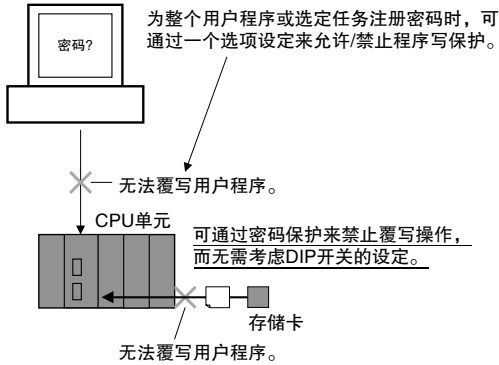 密码?
为整个用户程序或选定任务注册密码时，可
通过一个选项设定来允许/禁止程序写保护。
无法覆写用户程序。
CPU单元
可通过密码保护来禁止覆写操作，
而无需考虑DIP开关的设定。
存储卡
无法覆写用户程序。